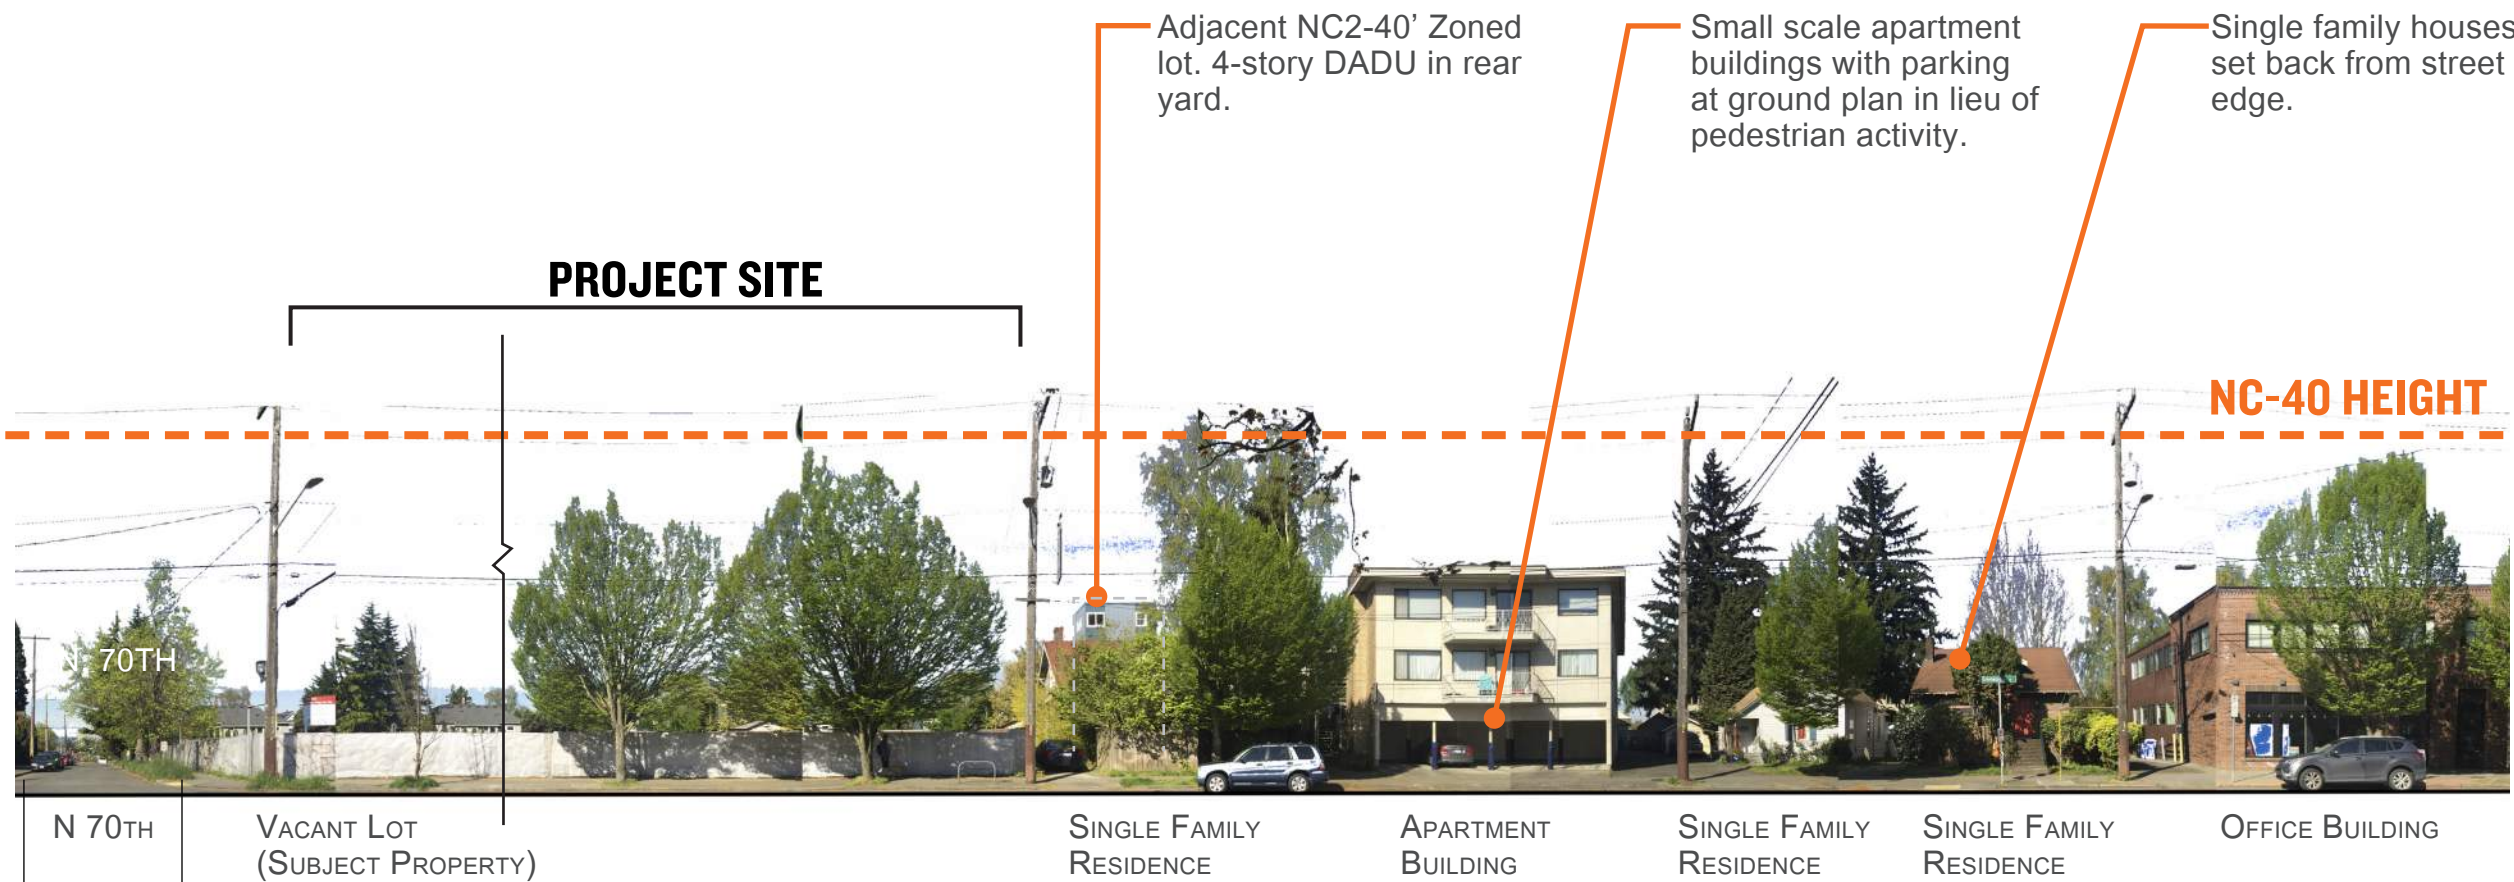 Adjacent NC2-40’ Zoned
lot. 4-story DADU in rear
yard.
Small scale apartment
buildings with parking
at ground plan in lieu of
pedestrian activity.
Single family houses
set back from street
edge.
PROJECT SITE
NC-40 HEIGHT
N. 70TH
N 70TH
VACANT LOT
(SUBJECT PROPERTY)
SINGLE FAMILY
RESIDENCE
APARTMENT
BUILDING
SINGLE FAMILY
RESIDENCE
SINGLE FAMILY
RESIDENCE
OFFICE BUILDING